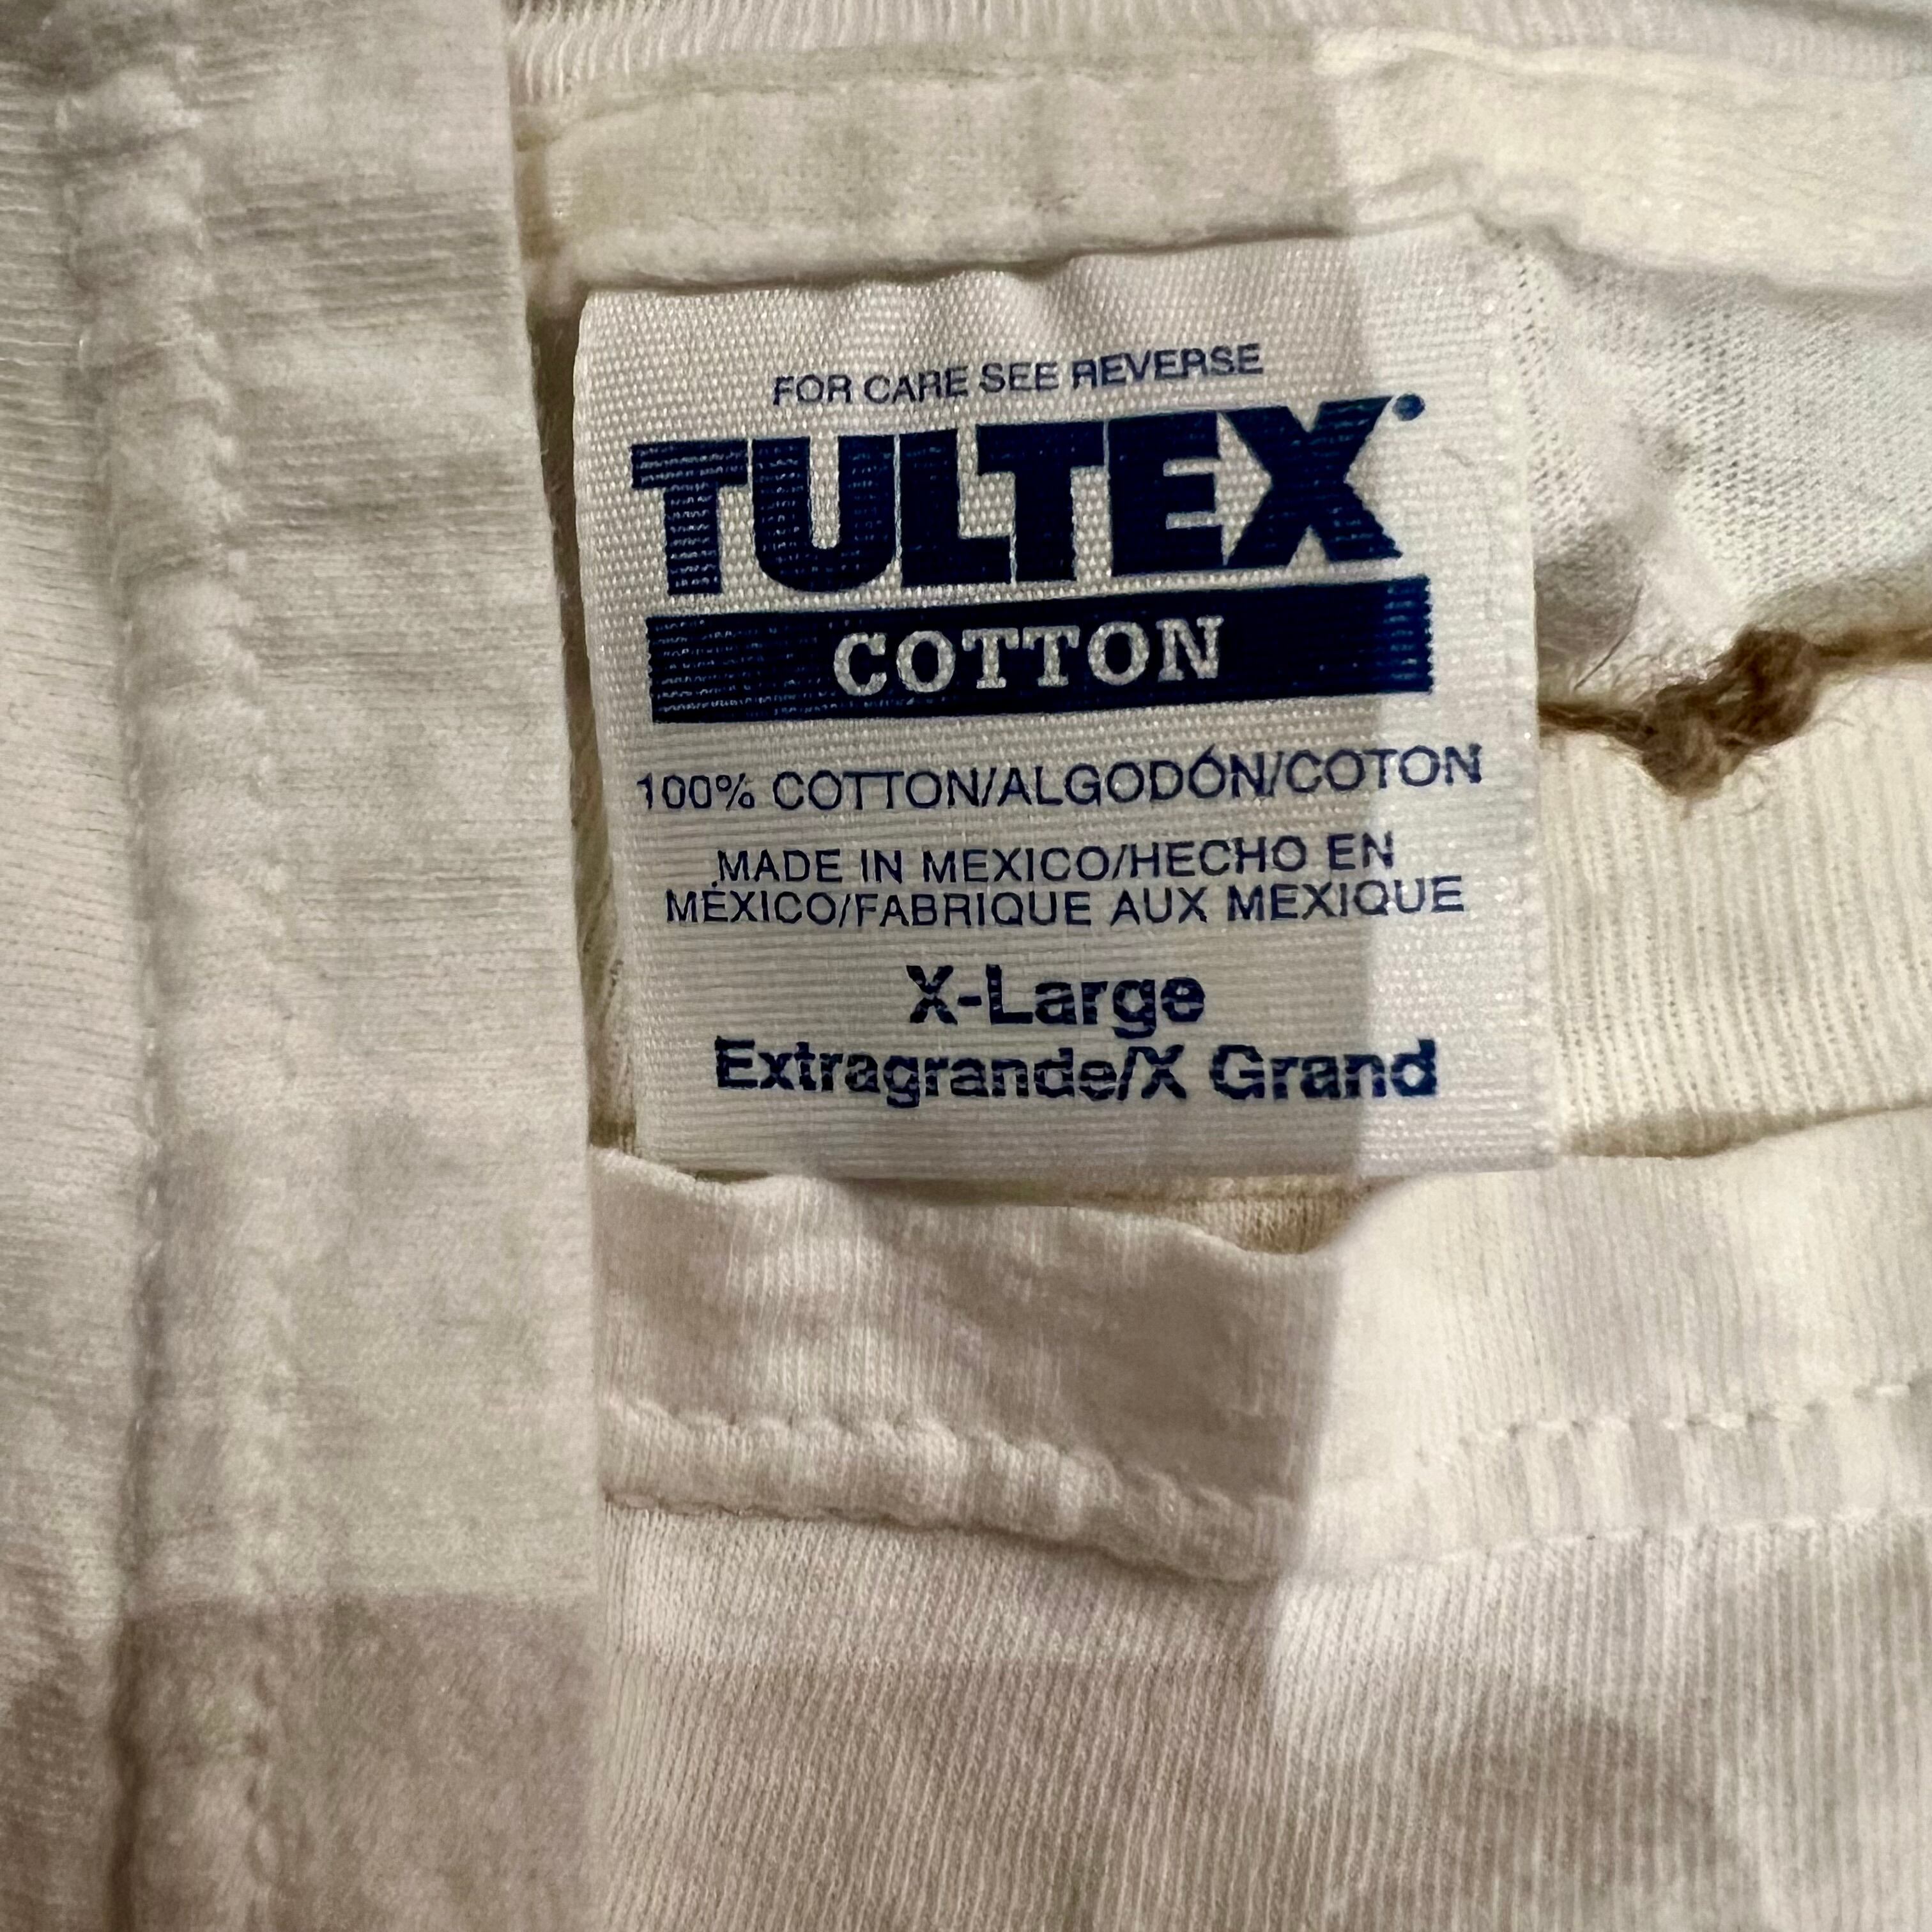 FOR CARE SEE REVERSE
TULTEX
COTTON
100% COTTON/ALGODÓN/COTON
MADE IN MEXICO/HECHO EN
MÉXICO/FABRIQUE AUX MEXIQUE
X-Large
Extragrande/X Grand